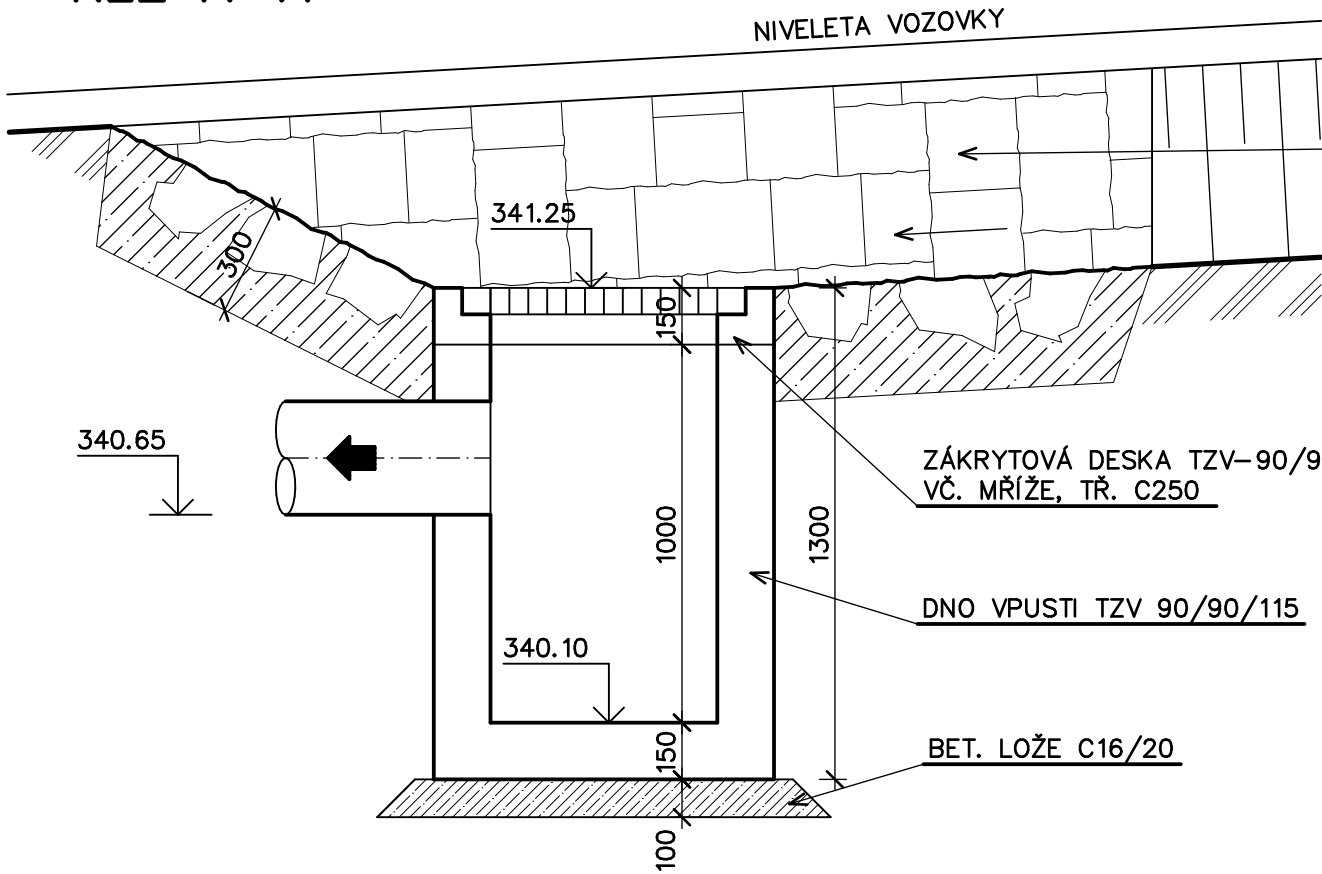 NIVELETA VOZOVKY
341.25
300
150
340.65
ZÁKRYTOVÁ DESKA TZV-90/9
VČ. MŘÍŽE, TŘ. C250
1000
1300
DNO VPUSTI TZV 90/90/115
340.10
150
BET. LOŽE C16/20
100